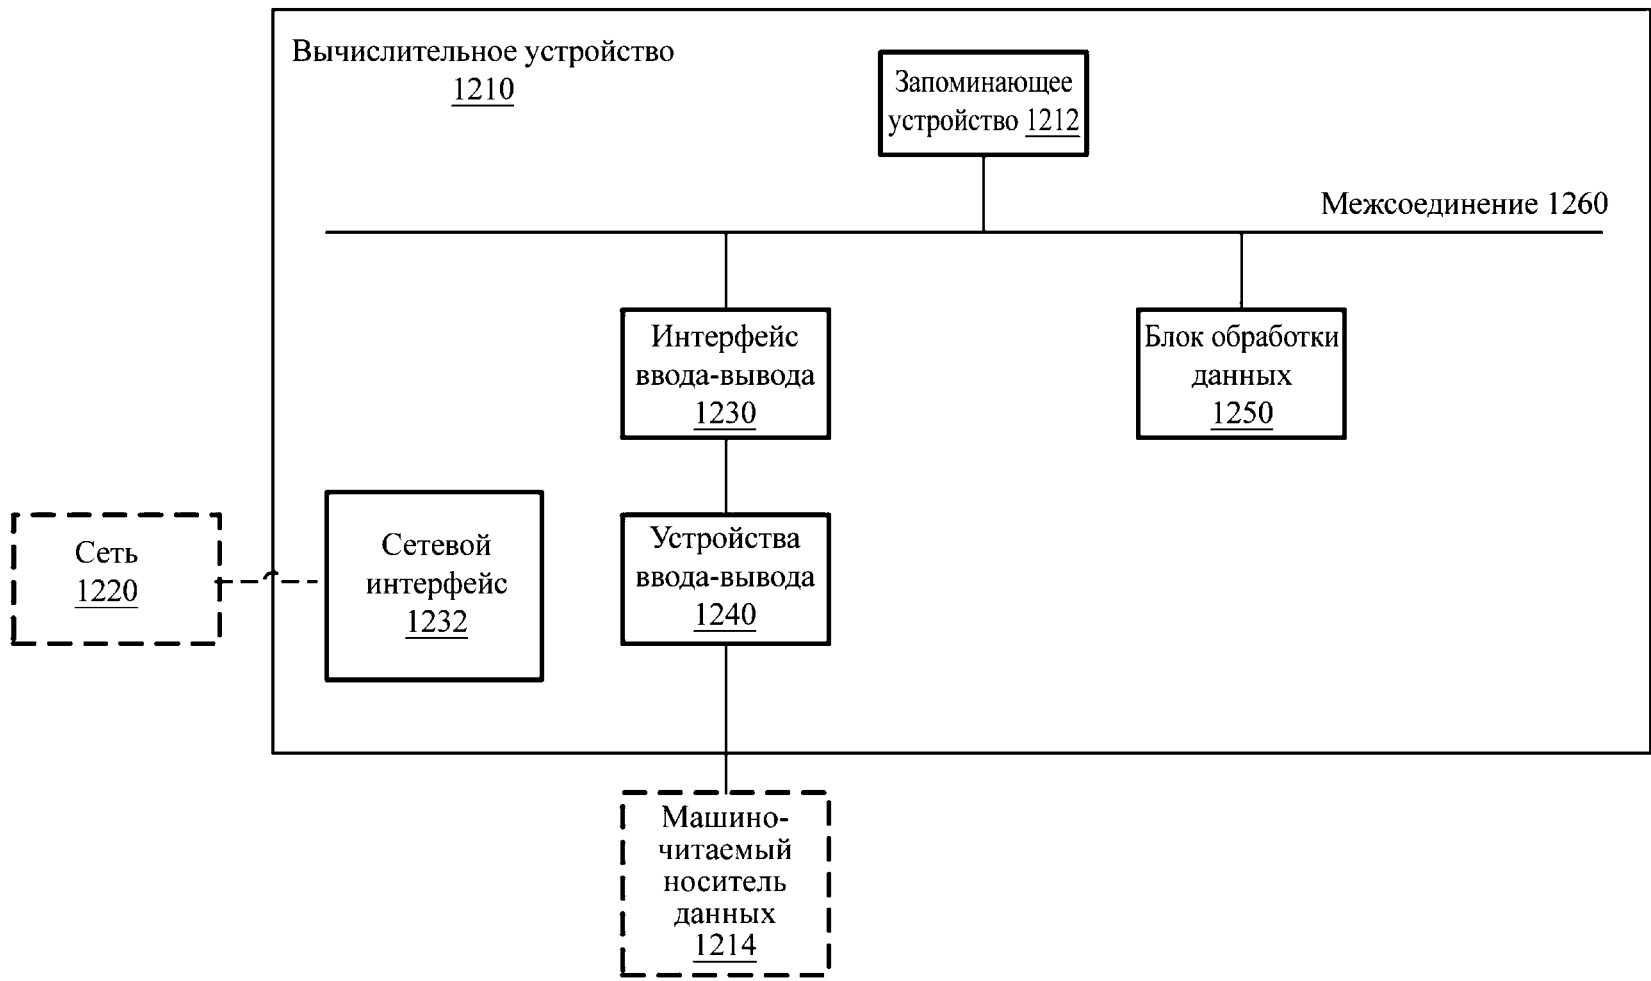 Вычислительное устройство
1210
Запоминающее
устройство 1212
Межсоединение 1260
Интерфейс
ввода-вывода
1230
Блок обработки
данных
1250
Сеть
1220
Сетевой
интерфейс
1232
Устройства
ввода-вывода
1240
Машино-
читаемый
носитель
данных
1214